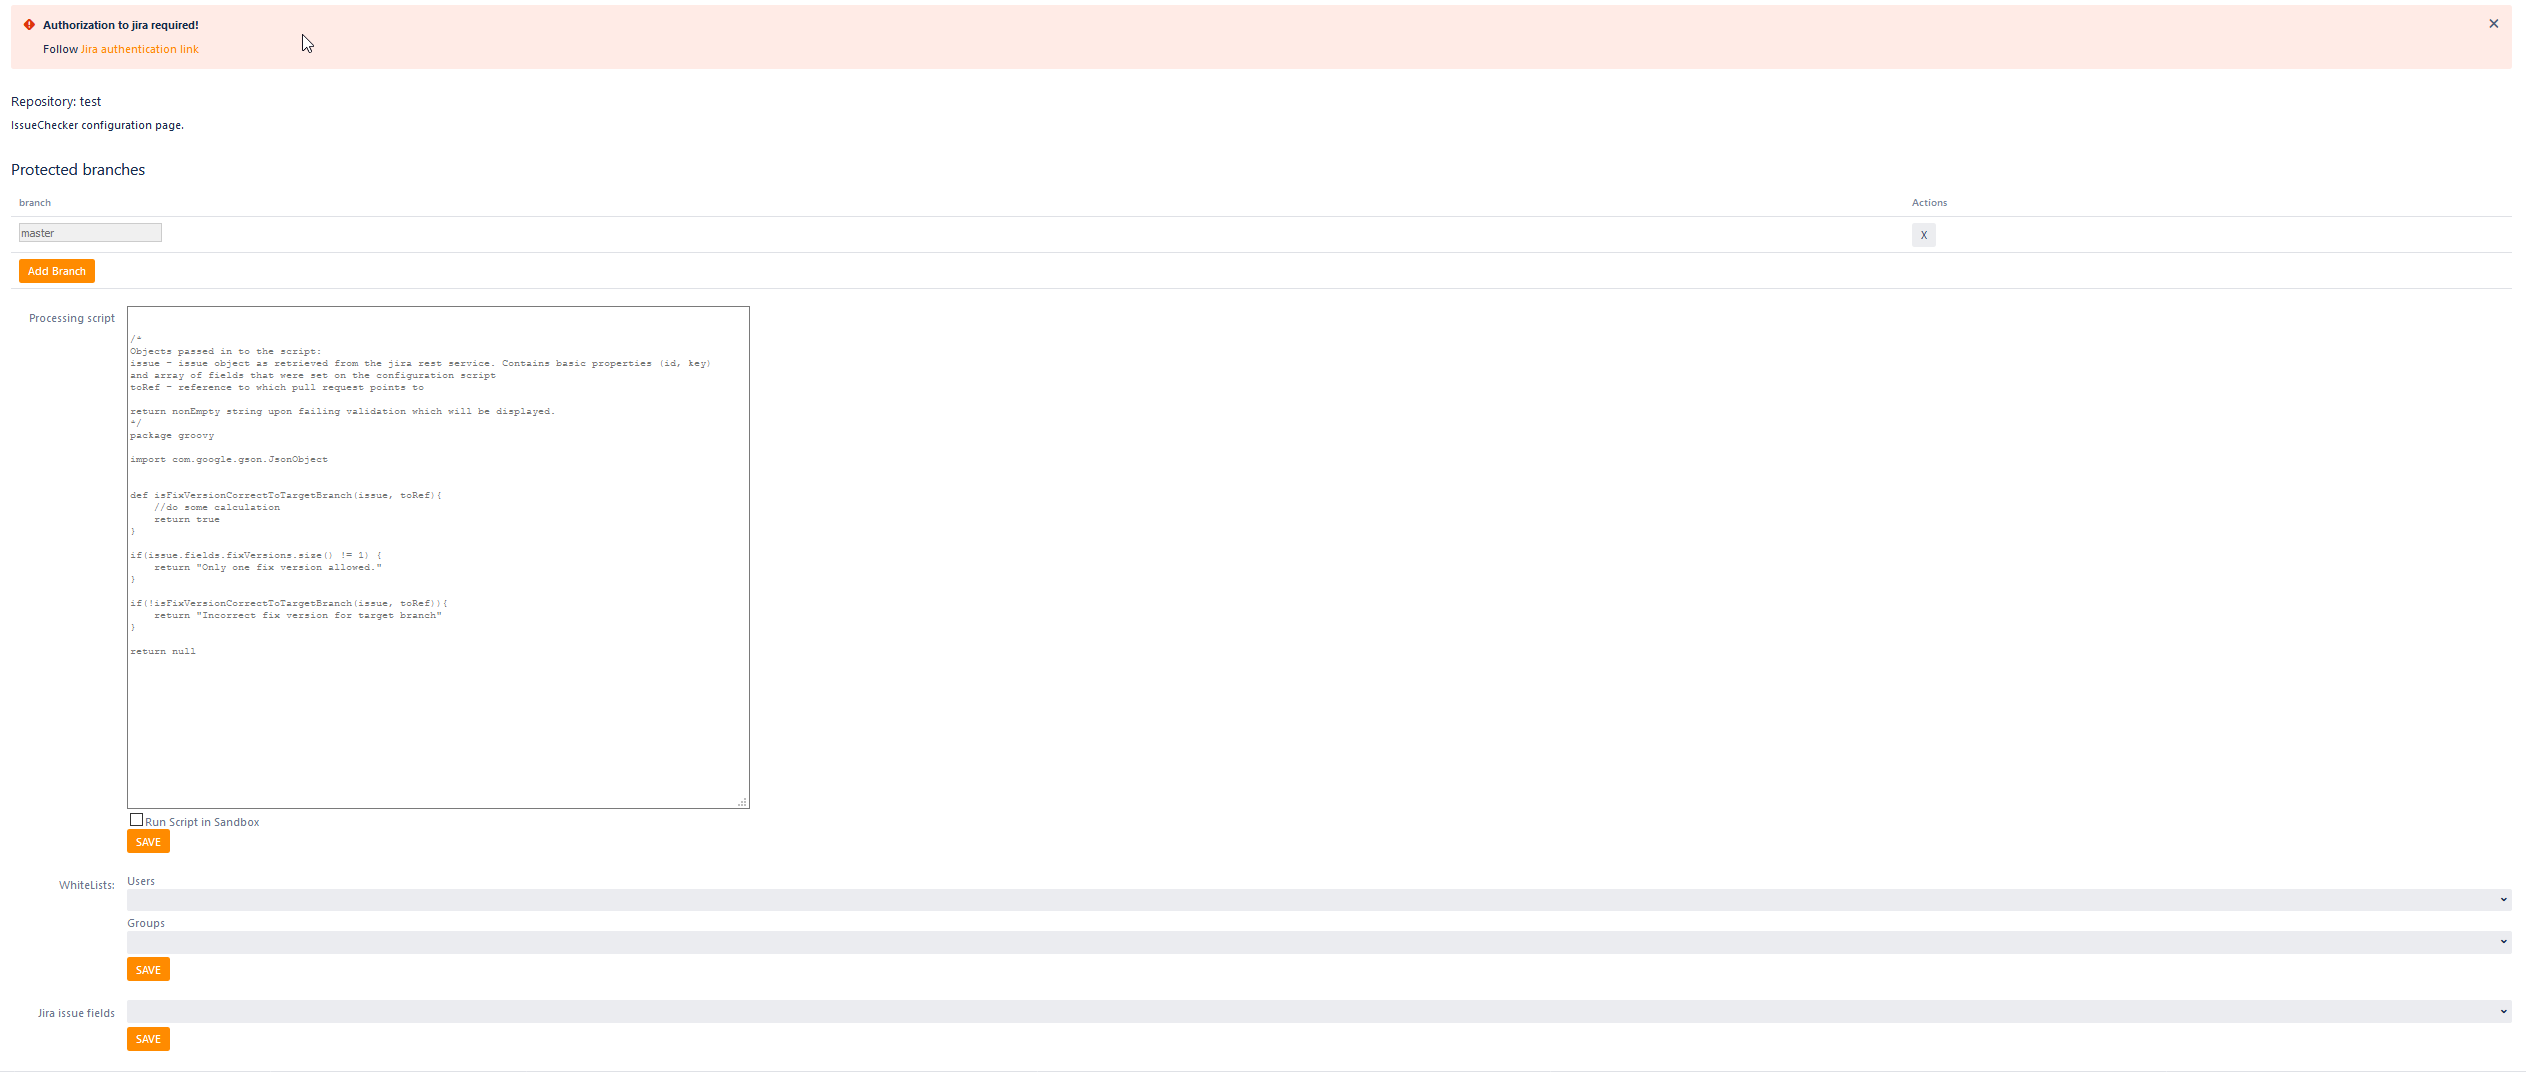 Authorization to jira required!
Follow Jira authentication link
Repository: test
IssueChecker configuration page.
Protected branches
branch
Actions
master
X
Add Branch
Processing script
/*
Objects passed in to the script:
issue - issue object as retrieved from the jira rest service. Contains basic properties (id, key)
and array of fields that were set on the configuration script
toRef - reference to which pull request points to
return nonEmpty string upon failing validation which will be displayed.
*/
package groovy
import com.google.gson.JsonObject
def isFixVersionCorrectToTargetBranch(issue, toRef){
//do some calculation
return true
}
if(issue.fields.fixVersions.size() != 1) {
return "Only one fix version allowed."
}
if(!isFixVersionCorrectToTargetBranch(issue, toRef)){
return "Incorrect fix version for target branch"
}
return null
Run Script in Sandbox
SAVE
WhiteLists:
Users
Groups
SAVE
Jira issue fields
SAVE